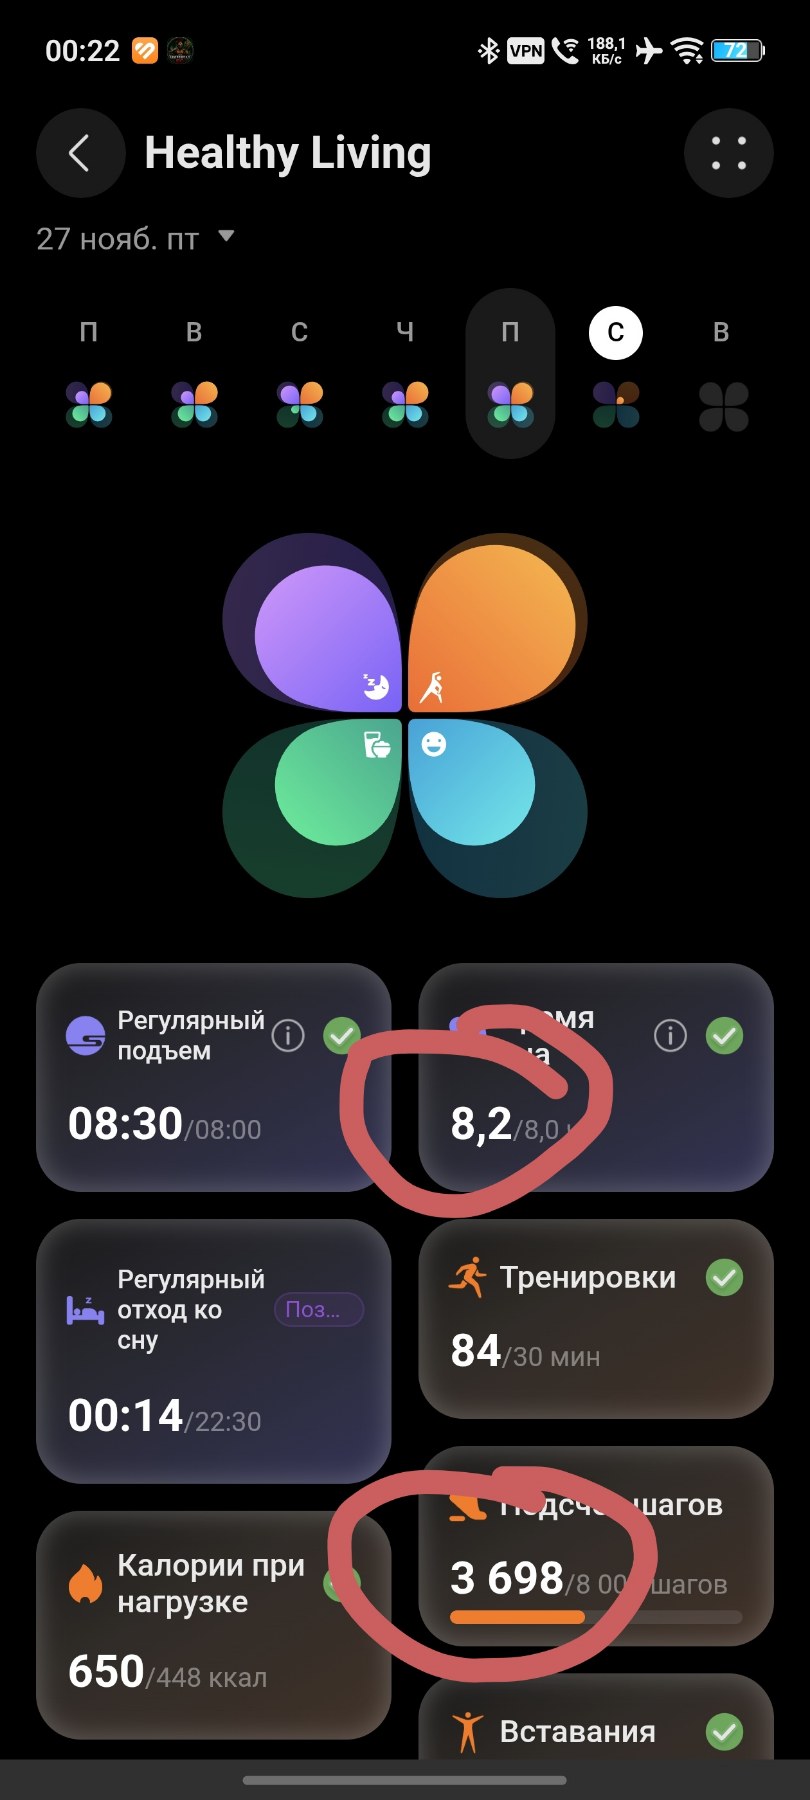 00:22
VPN
188,1
КБ/с
72
Healthy Living
27 нояб. пт
П В С Ч П С В
Регулярный
подъем
08:30/08:00
8,2/8,0
Регулярный
отход ко
сну
Поз...
00:14/22:30
Тренировки
84/30 мин
шагов
3 698/8 00 шагов
Калории при
нагрузке
650/448 ккал
Вставания